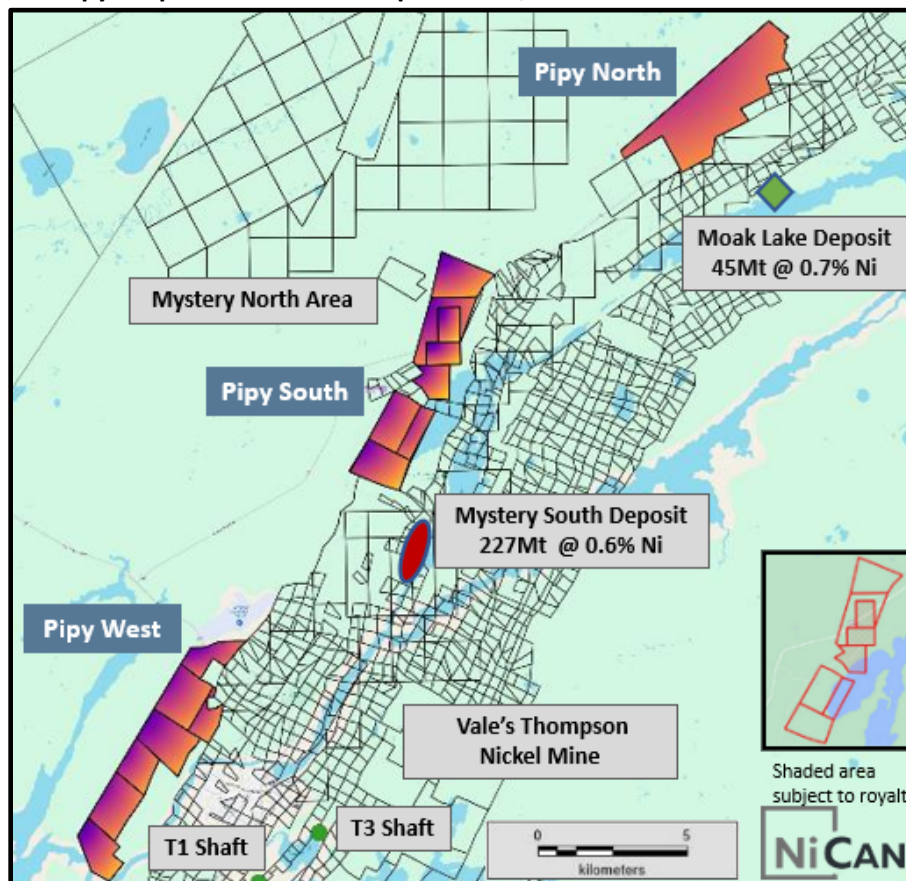 Pipy North
Moak Lake Deposit
45Mt @ 0.7% Ni
Mystery North Area
Pipy South
Mystery South Deposit
227Mt @ 0.6% Ni
Pipy West
Vale's Thompson
Nickel Mine
Shaded area
subject to royalt
T3 Shaft
T1 Shaft
0 5
kilometers
NiCAN